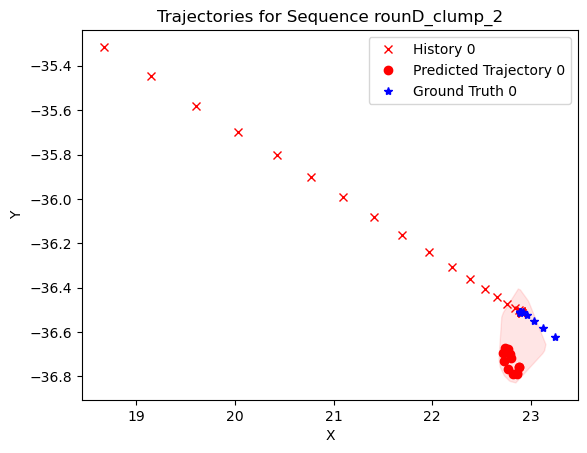 Trajectories for Sequence rounD_clump_2
History 0
Predicted Trajectory 0
Ground Truth 0
Y
−35.4
−35.6
−35.8
−36.0
−36.2
−36.4
−36.6
−36.8
19
20
21
22
23
X